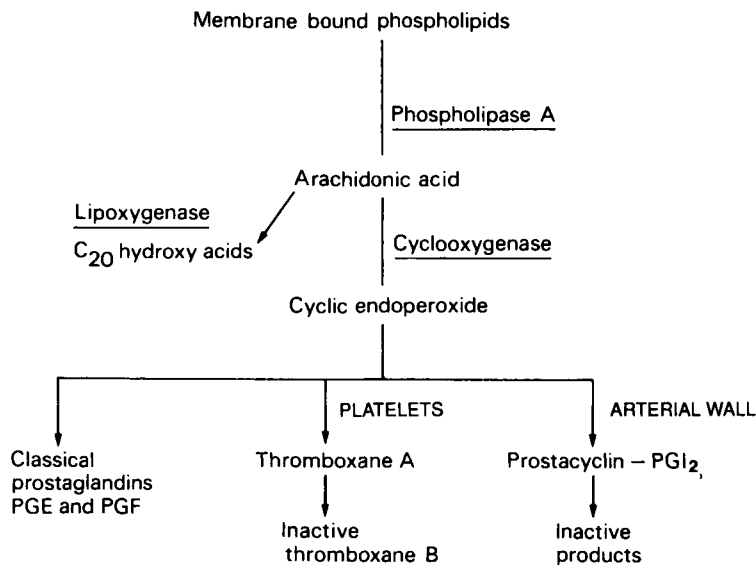 Membrane bound phospholipids
Phospholipase A
Arachidonic acid
Lipoxygenase
C20 hydroxy acids
Cyclooxygenase
Cyclic endoperoxide
PLATELETS
ARTERIAL WALL
Classical
prostaglandins
PGE and PGF
Thromboxane A
Prostacyclin – PGI2,
Inactive
thromboxane B
Inactive
products